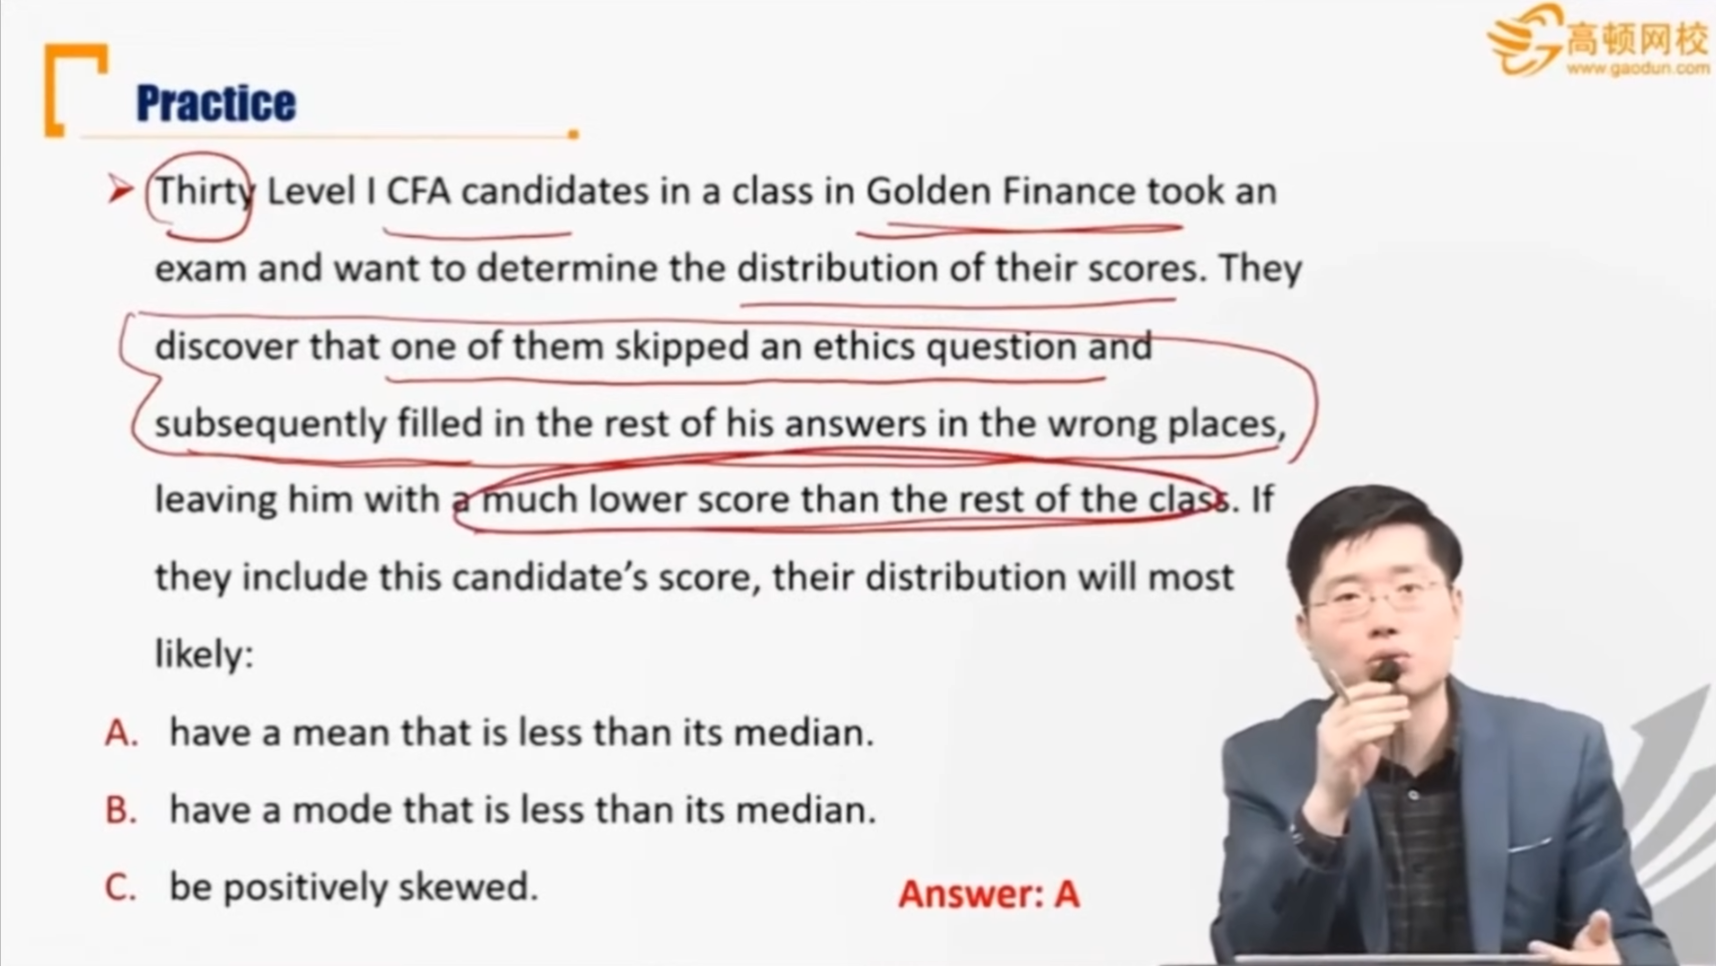 高顿网校
www.gaodun.com
Practice
Thirty Level I CFA candidates in a class in Golden Finance took an
exam and want to determine the distribution of their scores. They
discover that one of them skipped an ethics question and
subsequently filled in the rest of his answers in the wrong places,
leaving him with a much lower score than the rest of the class. If
they include this candidate’s score, their distribution will most
likely:
A. have a mean that is less than its median.
B. have a mode that is less than its median.
C. be positively skewed.
Answer: A